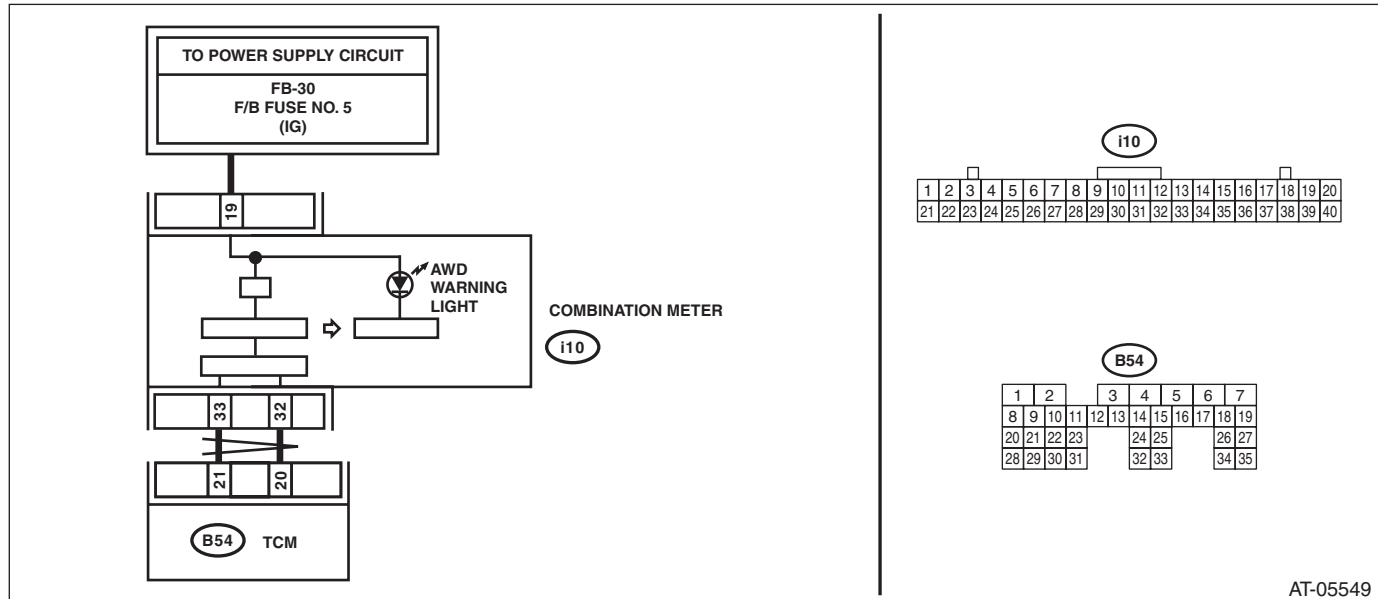 TO POWER SUPPLY CIRCUIT
FB-30
F/B FUSE NO. 5
(IG)
19
AWD
WARNING
LIGHT
COMBINATION METER
i10
33 32
21 20
B54 TCM
i10
1 2 3 4 5 6 7 8 9 10 11 12 13 14 15 16 17 18 19 20
21 22 23 24 25 26 27 28 29 30 31 32 33 34 35 36 37 38 39 40
B54
1 2 3 4 5 6 7
8 9 10 11 12 13 14 15 16 17 18 19
20 21 22 23 24 25 26 27
28 29 30 31 32 33 34 35
AT-05549